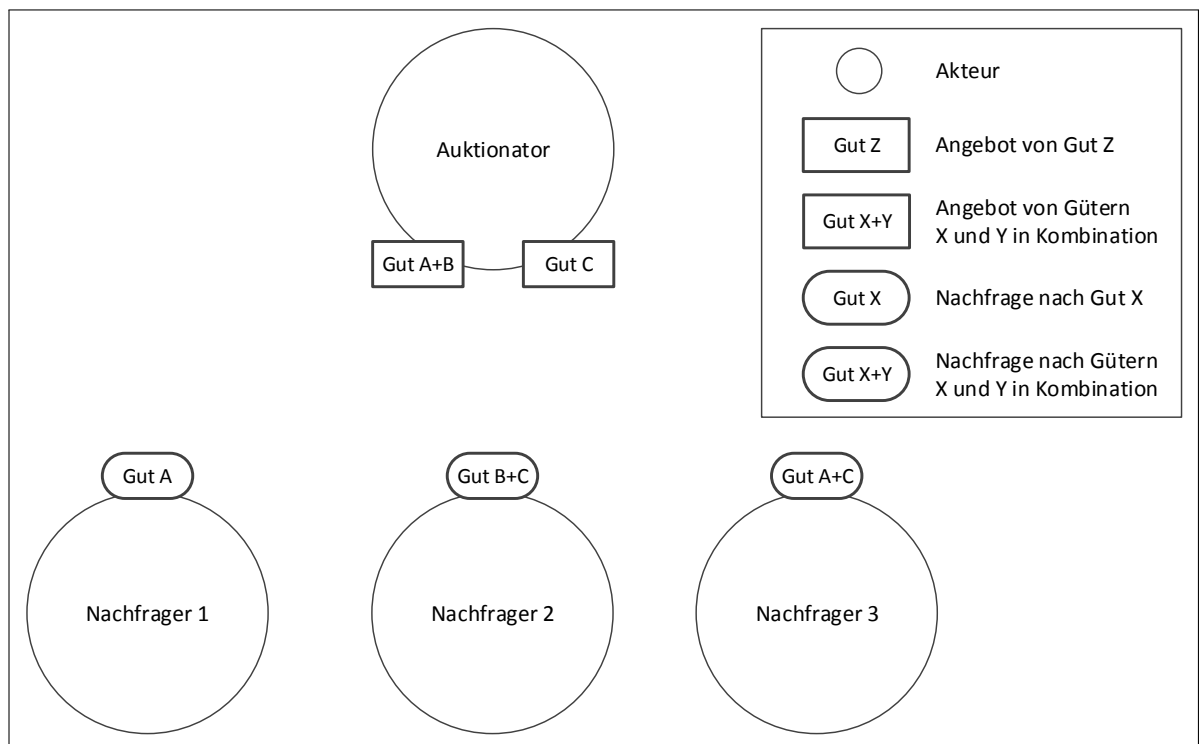 Auktionator
Gut A+B
Gut C
Akteur
Gut Z
Angebot von Gut Z
Gut X+Y
Angebot von Gütern
X und Y in Kombination
Gut X
Nachfrage nach Gut X
Gut X+Y
Nachfrage nach Gütern
X und Y in Kombination
Gut A
Nachfrager 1
Gut B+C
Nachfrager 2
Gut A+C
Nachfrager 3